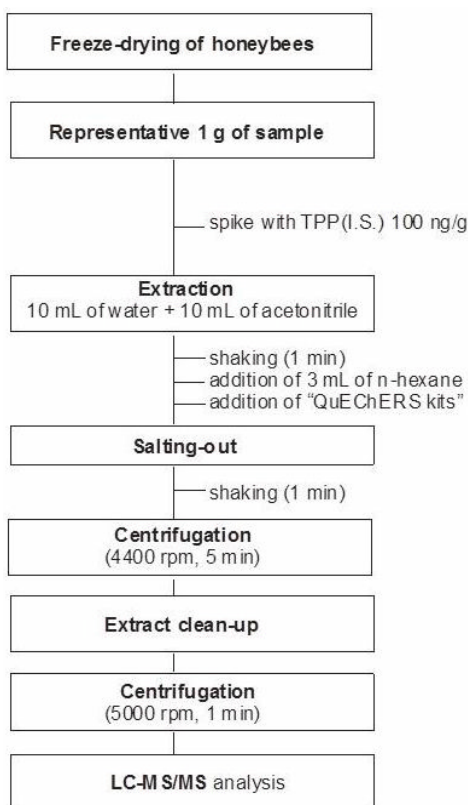 Freeze-drying of honeybees
Representative 1 g of sample
spike with TPP(I.S.) 100 ng/g
Extraction
10 mL of water + 10 mL of acetonitrile
shaking (1 min)
addition of 3 mL of n-hexane
addition of “QuEChERS kits”
Salting-out
shaking (1 min)
Centrifugation
(4400 rpm, 5 min)
Extract clean-up
Centrifugation
(5000 rpm, 1 min)
LC-MS/MS analysis